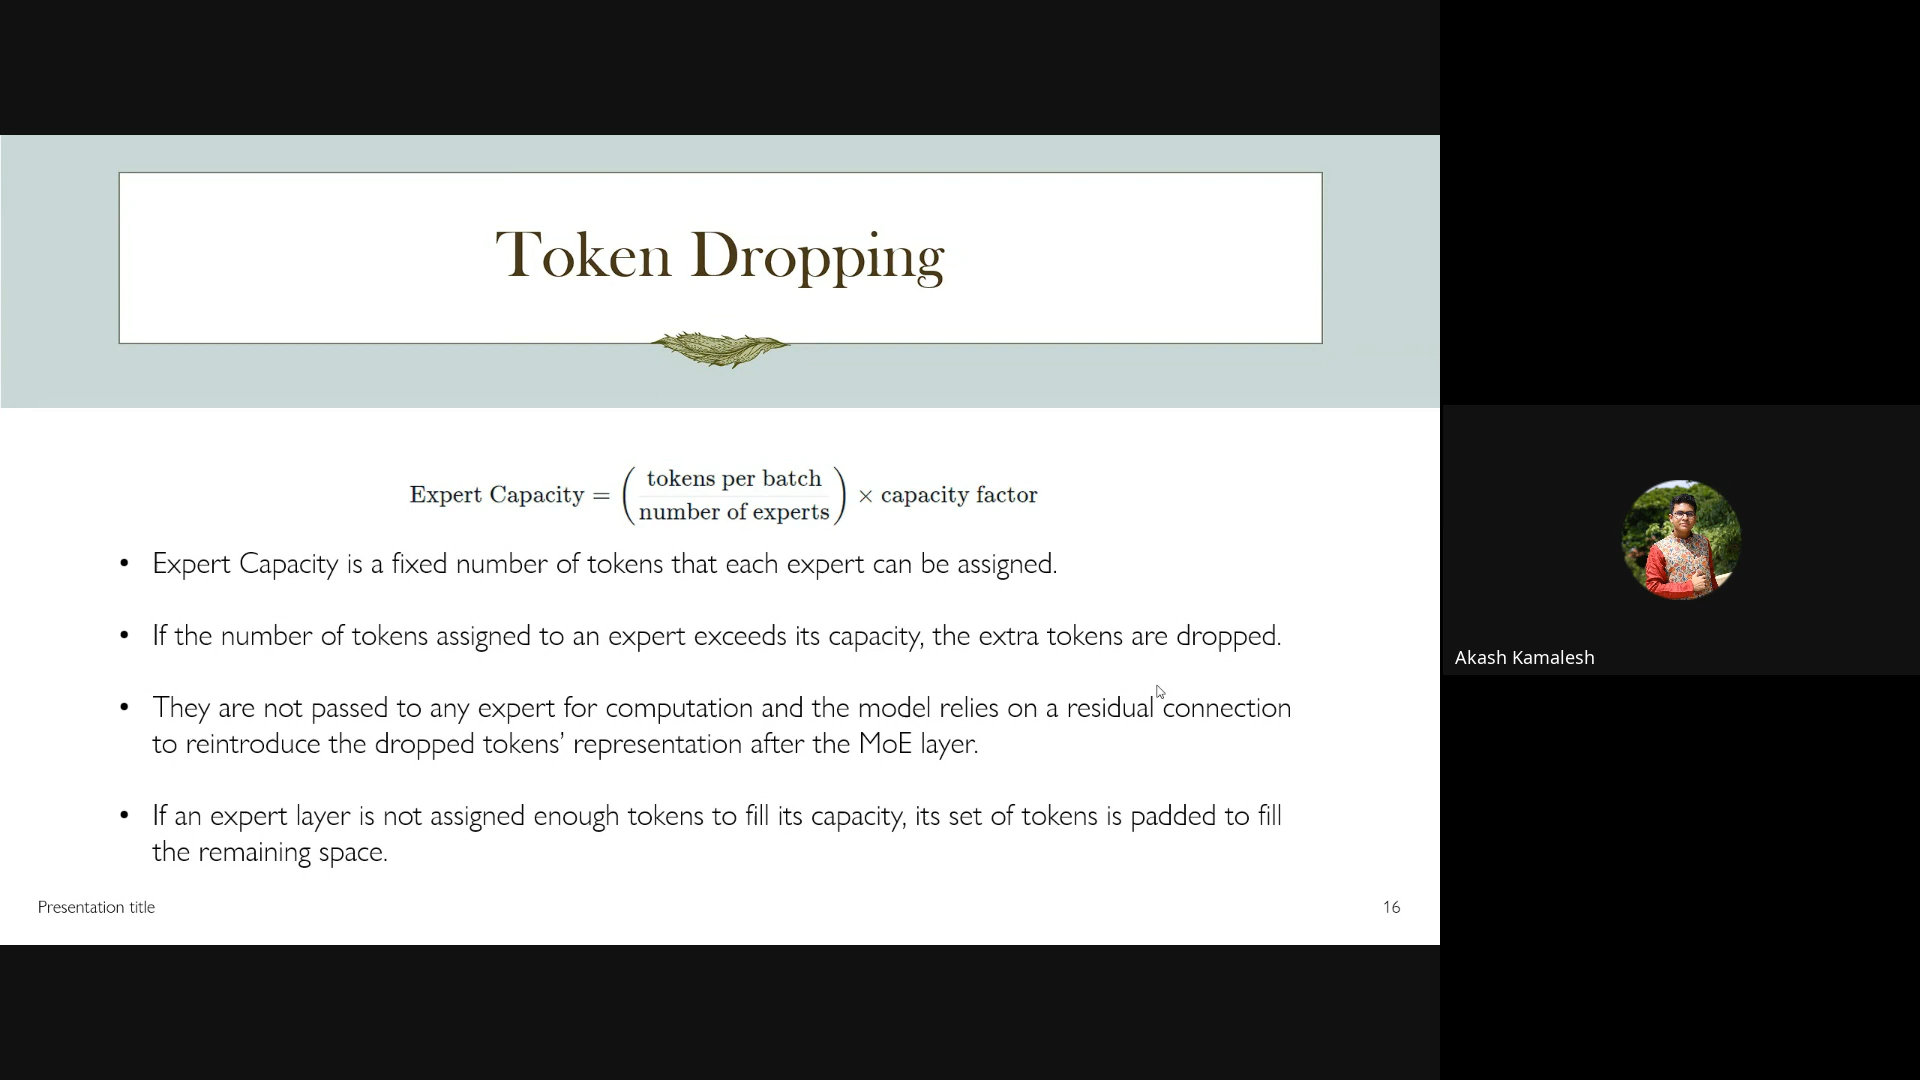 Token Dropping
Expert Capacity = ( tokens per batch / number of experts ) × capacity factor
• Expert Capacity is a fixed number of tokens that each expert can be assigned.
• If the number of tokens assigned to an expert exceeds its capacity, the extra tokens are dropped.
• They are not passed to any expert for computation and the model relies on a residual connection
to reintroduce the dropped tokens’ representation after the MoE layer.
• If an expert layer is not assigned enough tokens to fill its capacity, its set of tokens is padded to fill
the remaining space.
Presentation title
16
Akash Kamalesh